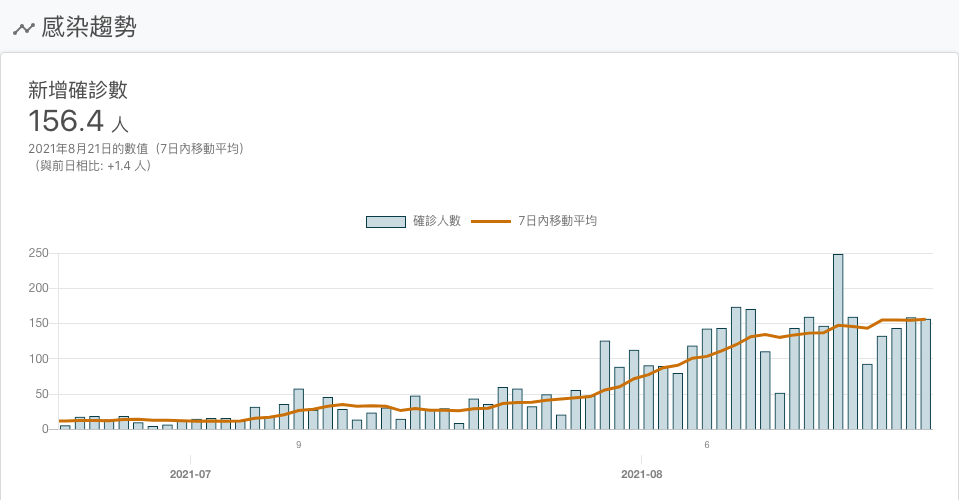 感染趨勢
新增確診數
156.4 人
2021年8月21日的數值（7日內移動平均）
（與前日相比: +1.4 人）
確診人數 7日內移動平均
250
200
150
100
50
0
9 6
2021-07 2021-08